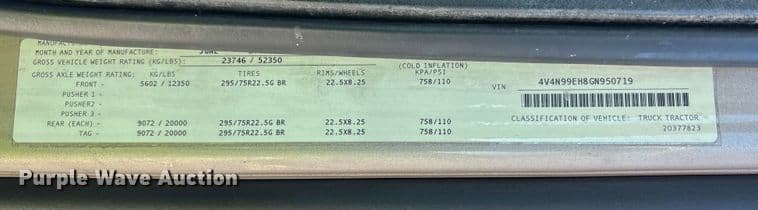 MONTH AND YEAR OF MANUFACTURE: JUNE
GROSS VEHICLE WEIGHT RATING (KG/LBS): 23746 / 52350
(COLD INFLATION)
GROSS AXLE WEIGHT RATING: KG/LBS TIRES RIMS/WHEELS KPA/PSI
FRONT - 5602 / 12350 295/75R22.5G BR 22.5X8.25 758/110
PUSHER 1 -
PUSHER2 -
PUSHER 3 -
REAR (EACH) - 9072 / 20000 295/75R22.5G BR 22.5X8.25 758/110
TAG - 9072 / 20000 295/75R22.5G BR 22.5X8.25 758/110
VIN 4V4N99EH8GN950719
CLASSIFICATION OF VEHICLE: TRUCK TRACTOR
20377823
Purple Wave Auction